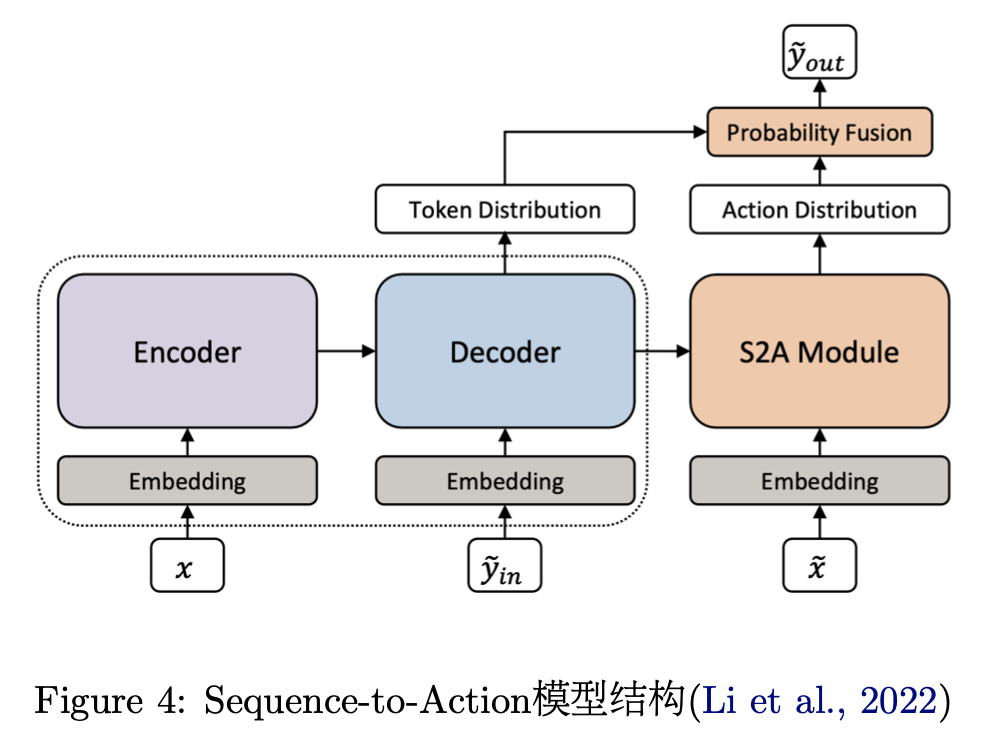 ỹout
Probability Fusion
Token Distribution
Action Distribution
Encoder
Decoder
S2A Module
Embedding
Embedding
Embedding
x
ỹin
x̃
Figure 4: Sequence-to-Action模型结构(Li et al., 2022)